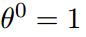 θ⁰ = 1